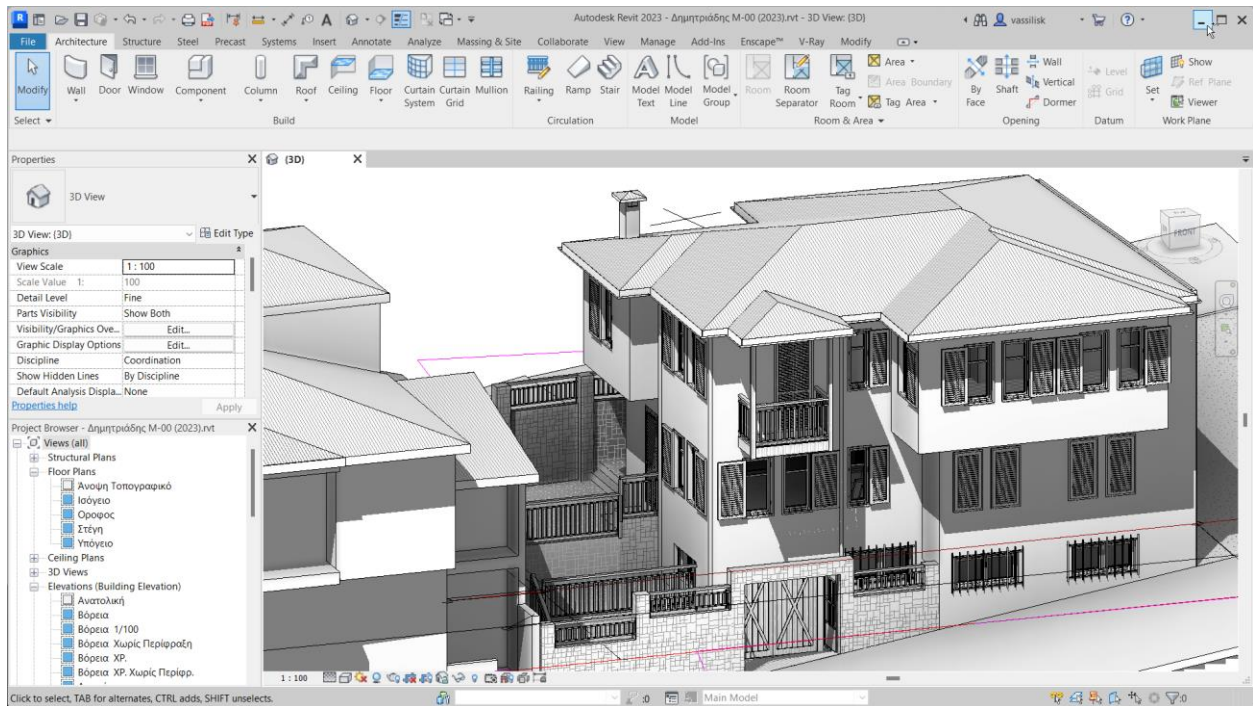 Autodesk Revit 2023 - Δημητριάδης Μ-00 (2023).rvt - 3D View: {3D}
vassilisk
File Architecture Structure Steel Precast Systems Insert Annotate Analyze Massing & Site Collaborate View Manage Add-Ins Enscape™ V-Ray Modify
Modify Wall Door Window Component Column Roof Ceiling Floor Curtain System Curtain Grid Mullion Railing Ramp Stair Model Text Model Line Model Group Room Room Separator Tag Room Area Area Boundary Tag Area By Face Shaft Wall Vertical Dormer Level Grid Set Show Ref Plane Viewer
Select Build Circulation Model Room & Area Opening Datum Work Plane
Properties
{3D}
3D View
3D View: {3D} Edit Type
Graphics
View Scale 1 : 100
Scale Value 1: 100
Detail Level Fine
Parts Visibility Show Both
Visibility/Graphics Ove... Edit...
Graphic Display Options Edit...
Discipline Coordination
Show Hidden Lines By Discipline
Default Analysis Displa... None
Properties help Apply
Project Browser - Δημητριάδης Μ-00 (2023).rvt
Views (all)
Structural Plans
Floor Plans
Άνοψη Τοπογραφικό
Ισόγειο
Οροφος
Στέγη
Υπόγειο
Ceiling Plans
3D Views
Elevations (Building Elevation)
Ανατολική
Βόρεια
Βόρεια 1/100
Βόρεια Χωρίς Περίφραξη
Βόρεια ΧΡ.
Βόρεια ΧΡ. Χωρίς Περίφρ.
FRONT
1 : 100
Click to select, TAB for alternates, CTRL adds, SHIFT unselects.
:0
Main Model
:0